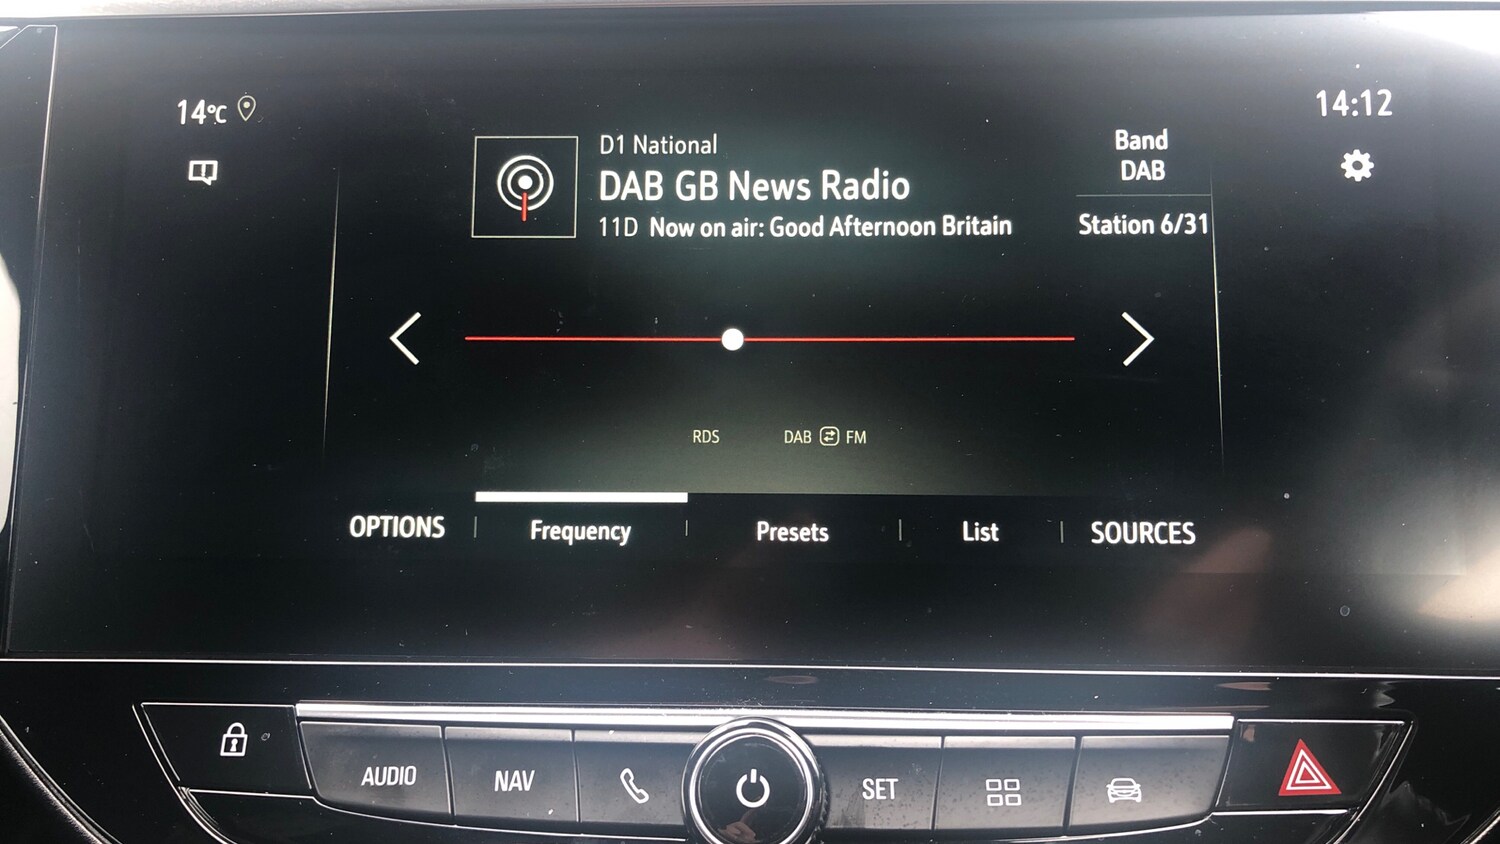 14°C
14:12
D1 National
DAB GB News Radio
11D Now on air: Good Afternoon Britain
Band
DAB
Station 6/31
RDS
DAB FM
OPTIONS
Frequency
Presets
List
SOURCES
AUDIO
NAV
SET